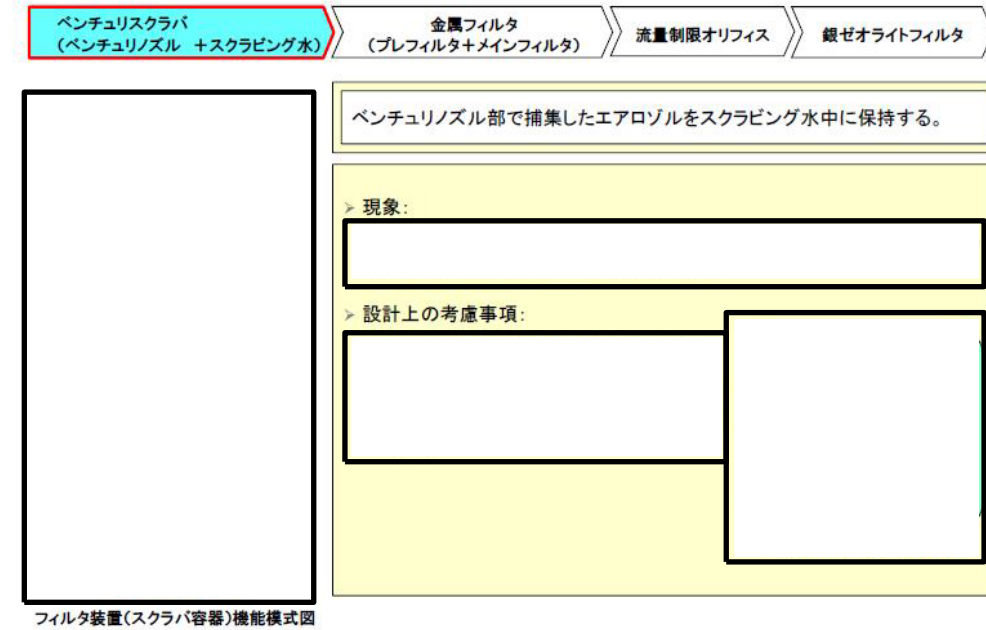 ベンチュリスクラバ
(ベンチュリノズル +スクラビング水)
金属フィルタ
(プレフィルタ+メインフィルタ)
流量制限オリフィス
銀ゼオライトフィルタ
ベンチュリノズル部で捕集したエアロゾルをスクラビング水中に保持する。
➢ 現象:
➢ 設計上の考慮事項:
フィルタ装置(スクラバ容器)機能模式図